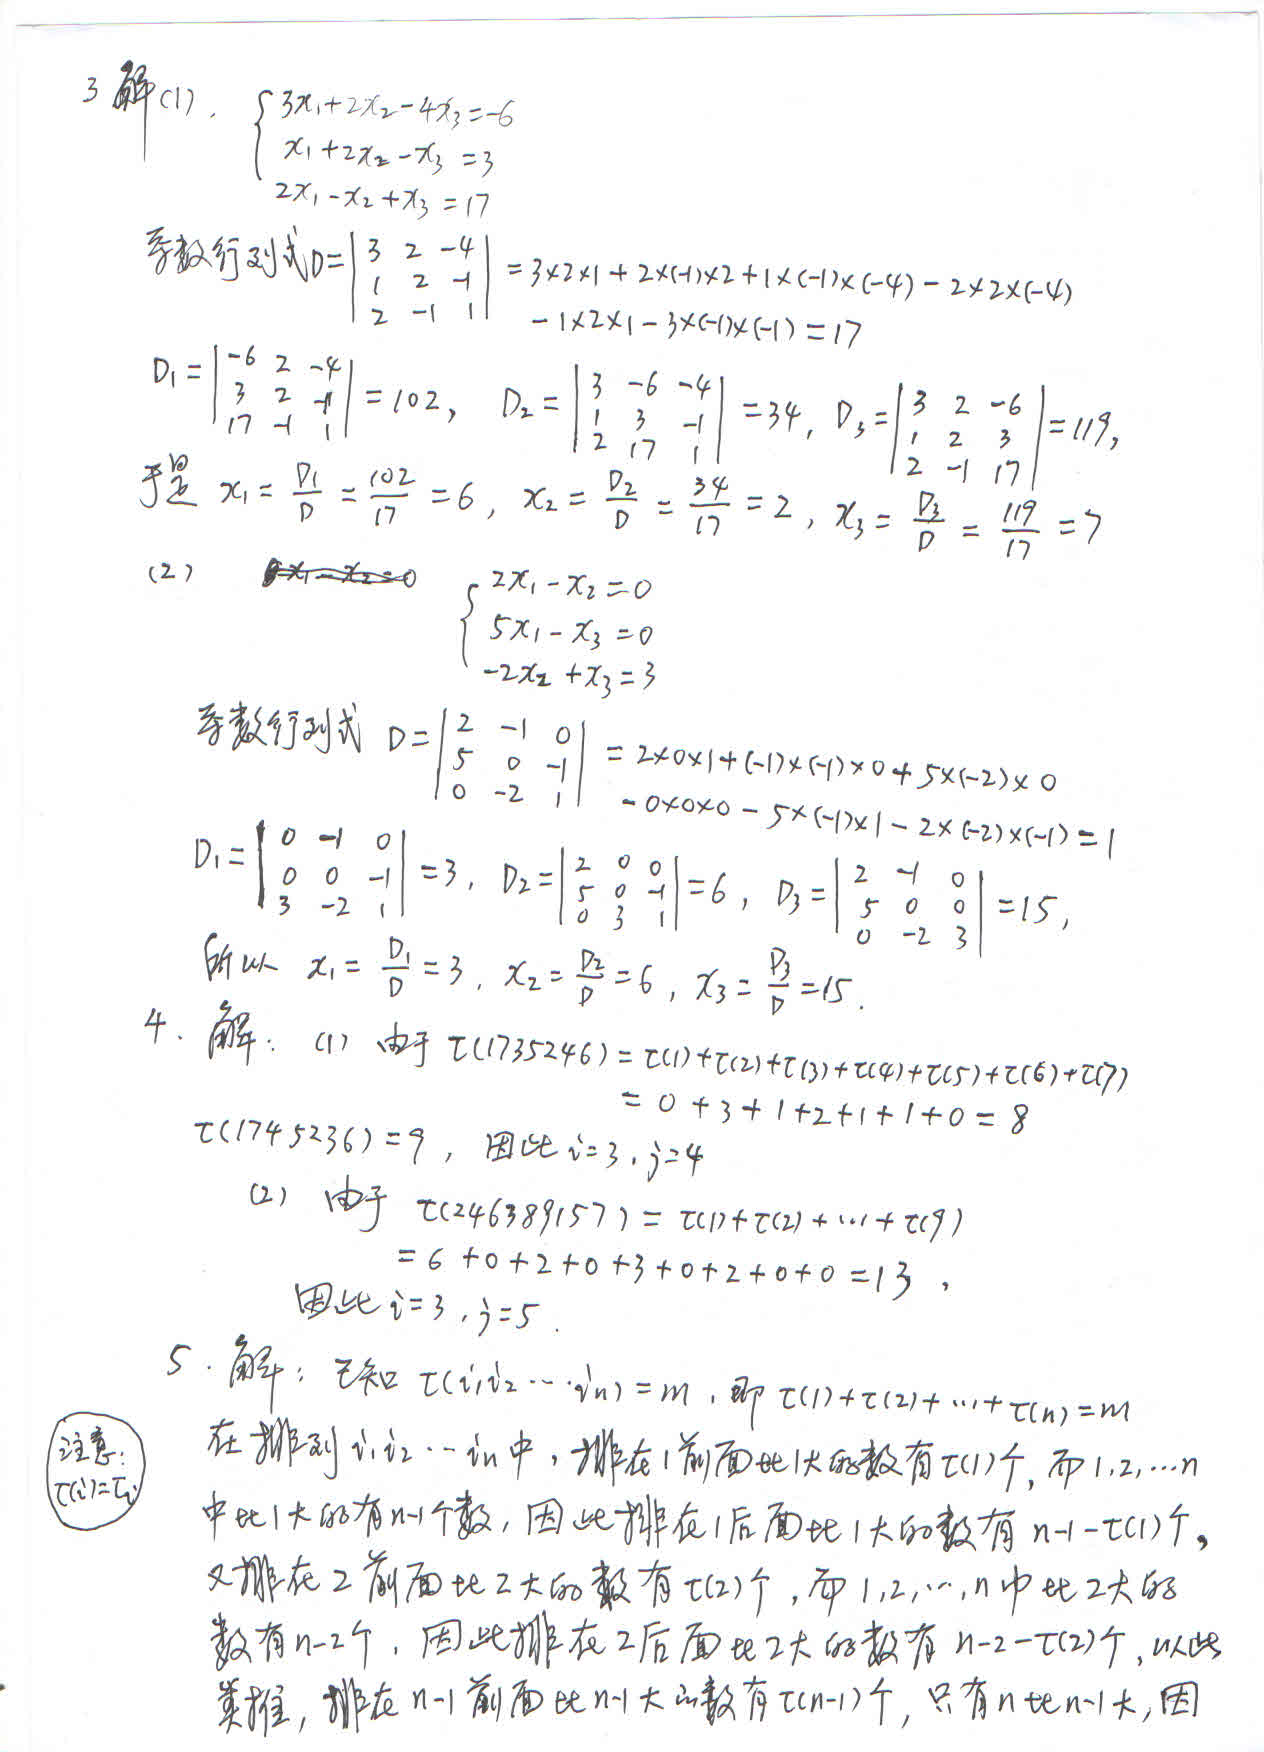 3 解(1). {3x₁+2x₂-4x₃=-6
x₁+2x₂-x₃=3
2x₁-x₂+x₃=17
系数行列式D=|3 2 -4; 1 2 -1; 2 -1 1|=3×2×1+2×(-1)×2+1×(-1)×(-4)-2×2×(-4)
-1×2×1-3×(-1)×(-1)=17
D₁=|-6 2 -4; 3 2 -1; 17 -1 1|=102, D₂=|3 -6 -4; 1 3 -1; 2 17 1|=34, D₃=|3 2 -6; 1 2 3; 2 -1 17|=119,
于是 x₁=D₁/D=102/17=6, x₂=D₂/D=34/17=2, x₃=D₃/D=119/17=7
(2) {2x₁-x₂=0
5x₁-x₃=0
-2x₂+x₃=3
系数行列式 D=|2 -1 0; 5 0 -1; 0 -2 1|=2×0×1+(-1)×(-1)×0+5×(-2)×0
-0×0×0-5×(-1)×1-2×(-2)×(-1)=1
D₁=|0 -1 0; 0 0 -1; 3 -2 1|=3, D₂=|2 0 0; 5 0 -1; 0 3 1|=6, D₃=|2 -1 0; 5 0 0; 0 -2 3|=15,
所以 x₁=D₁/D=3, x₂=D₂/D=6, x₃=D₃/D=15.
4. 解: (1) 由于 τ(1735246)=τ(1)+τ(2)+τ(3)+τ(4)+τ(5)+τ(6)+τ(7)
=0+3+1+2+1+1+0=8
τ(1745236)=9, 因此 i=3, j=4
(2) 由于 τ(246389157)=τ(1)+τ(2)+…+τ(9)
=6+0+2+0+3+0+2+0+0=13,
因此 i=3, j=5.
5. 解: 已知 τ(i₁i₂…iₙ)=m, 即 τ(1)+τ(2)+…+τ(n)=m
在排列 i₁i₂…iₙ中, 排在1前面比1大的数有τ(1)个, 而1,2,…n
注意:
τ(i)=τᵢ
中比1大的有n-1个数, 因此排在1后面比1大的数有 n-1-τ(1)个,
又排在2前面比2大的数有τ(2)个, 而1,2,…,n中比2大的
数有n-2个, 因此排在2后面比2大的数有 n-2-τ(2)个, 以此
类推, 排在n-1前面比n-1大的数有τ(n-1)个, 只有n比n-1大, 因